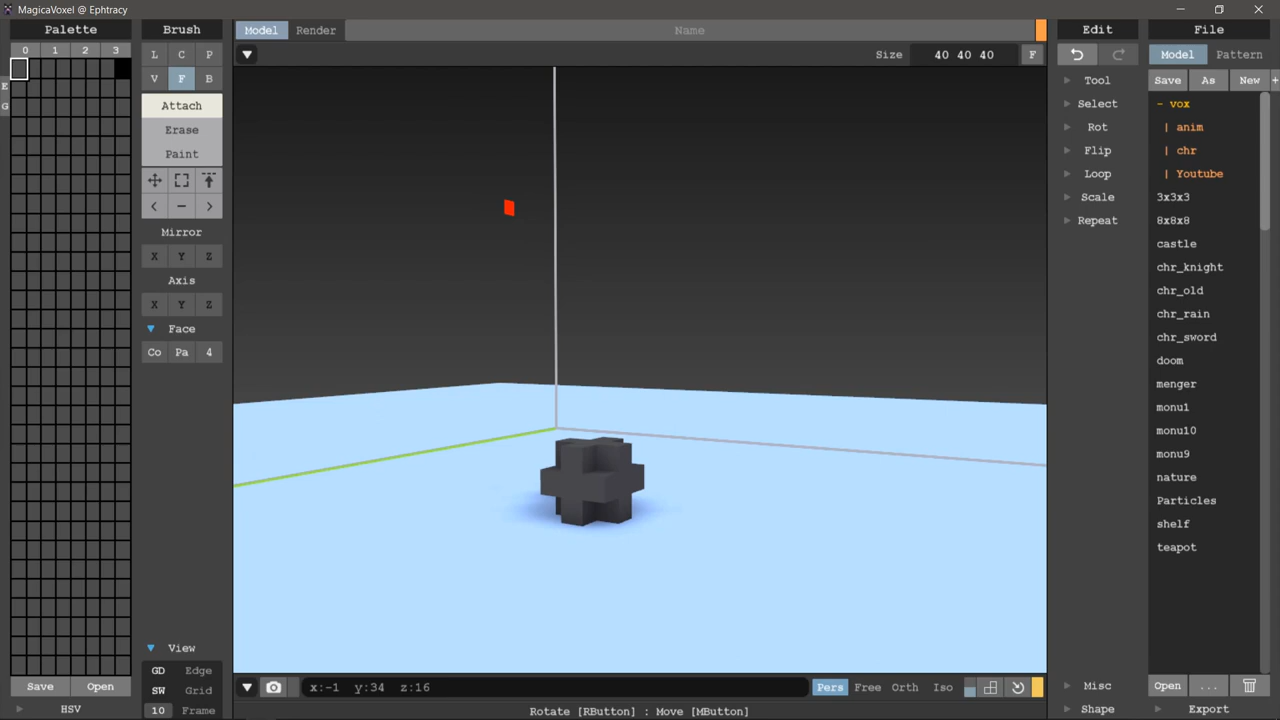 MagicaVoxel @ Ephtracy
Palette
0 1 2 3
E
G
Save Open
HSV
Brush
L C P
V F B
Attach
Erase
Paint
< − >
Mirror
X Y Z
Axis
X Y Z
Face
Co Pa 4
View
GD Edge
SW Grid
10 Frame
Model Render Name
Size 40 40 40 F
x:-1 y:34 z:16
Pers Free Orth Iso
Rotate [RButton] : Move [MButton]
Edit
Tool
Select
Rot
Flip
Loop
Scale
Repeat
Misc
Shape
File
Model Pattern
Save As New +
- vox
| anim
| chr
| Youtube
3x3x3
8x8x8
castle
chr_knight
chr_old
chr_rain
chr_sword
doom
menger
monu1
monu10
monu9
nature
Particles
shelf
teapot
Open ...
Export